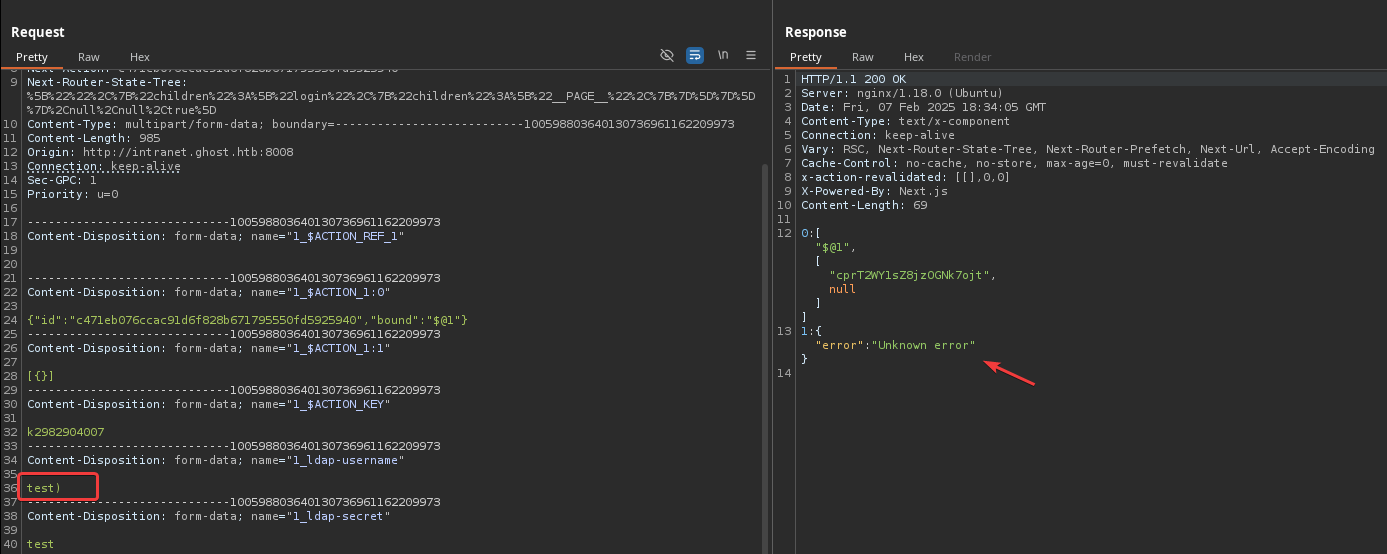 Request
Pretty
Raw
Hex
\n
9 Next-Router-State-Tree:
%5B%22%22%2C%7B%22children%22%3A%5B%22login%22%2C%7B%22children%22%3A%5B%22__PAGE__%22%2C%7B%7D%5D%7D%5D
%7D%2Cnull%2Cnull%2Ctrue%5D
10 Content-Type: multipart/form-data; boundary=---------------------------100598803640130736961162209973
11 Content-Length: 985
12 Origin: http://intranet.ghost.htb:8008
13 Connection: keep-alive
14 Sec-GPC: 1
15 Priority: u=0
16
17 -----------------------------100598803640130736961162209973
18 Content-Disposition: form-data; name="1_$ACTION_REF_1"
19
20
21 -----------------------------100598803640130736961162209973
22 Content-Disposition: form-data; name="1_$ACTION_1:0"
23
24 {"id":"c471eb076ccac91d6f828b671795550fd5925940","bound":"$@1"}
25 -----------------------------100598803640130736961162209973
26 Content-Disposition: form-data; name="1_$ACTION_1:1"
27
28 [{}]
29 -----------------------------100598803640130736961162209973
30 Content-Disposition: form-data; name="1_$ACTION_KEY"
31
32 k2982904007
33 -----------------------------100598803640130736961162209973
34 Content-Disposition: form-data; name="1_ldap-username"
35
36 test)
37 -----------------------------100598803640130736961162209973
38 Content-Disposition: form-data; name="1_ldap-secret"
39
40 test
Response
Pretty
Raw
Hex
Render
1 HTTP/1.1 200 OK
2 Server: nginx/1.18.0 (Ubuntu)
3 Date: Fri, 07 Feb 2025 18:34:05 GMT
4 Content-Type: text/x-component
5 Connection: keep-alive
6 Vary: RSC, Next-Router-State-Tree, Next-Router-Prefetch, Next-Url, Accept-Encoding
7 Cache-Control: no-cache, no-store, max-age=0, must-revalidate
8 x-action-revalidated: [[],0,0]
9 X-Powered-By: Next.js
10 Content-Length: 69
11
12 0:[
"$@1",
[
"cprT2WY1sZ8jzOGNk7ojt",
null
]
]
13 1:{
"error":"Unknown error"
}
14